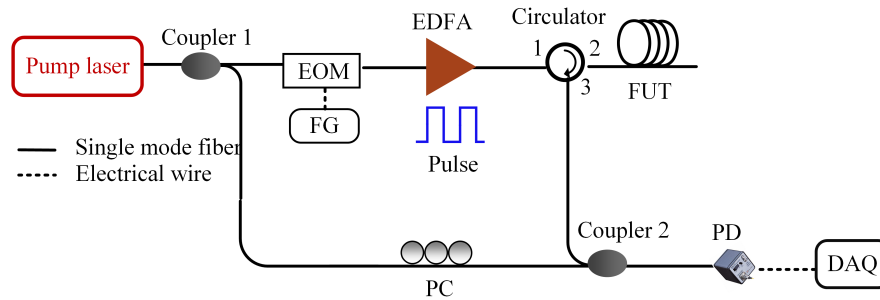 Circulator
EDFA
Coupler 1
1
2
Pump laser
EOM
3
FUT
FG
Single mode fiber
Pulse
Electrical wire
Coupler 2
PD
DAQ
PC